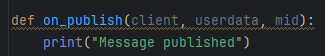 def on_publish(client, userdata, mid):
    print("Message published")